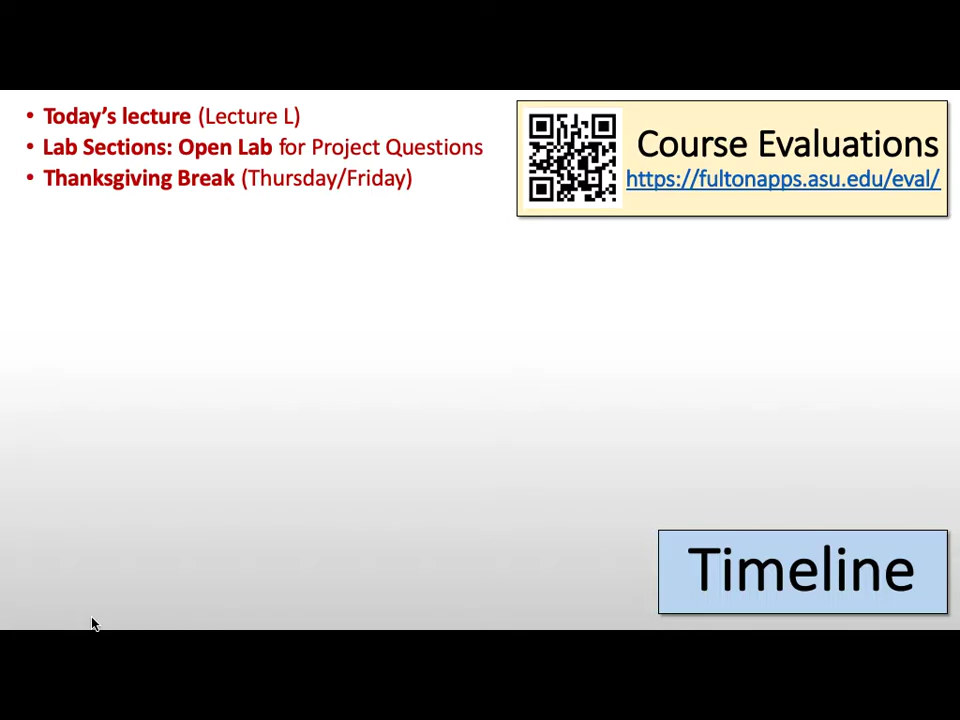 • Today's lecture (Lecture L)
• Lab Sections: Open Lab for Project Questions
• Thanksgiving Break (Thursday/Friday)
Course Evaluations
https://fultonapps.asu.edu/eval/
Timeline